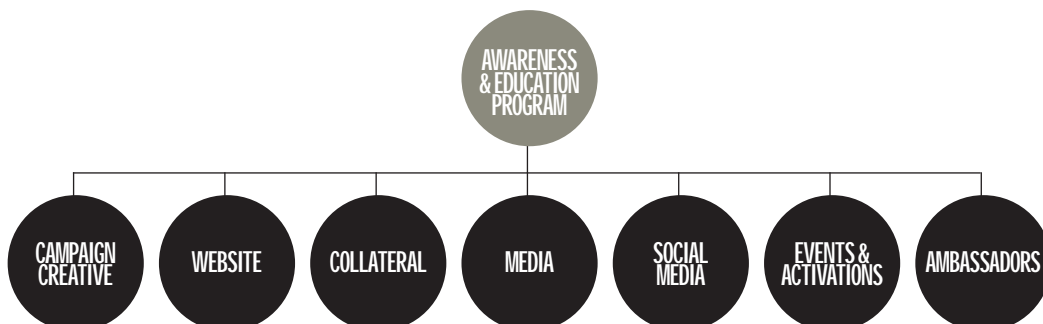 AWARENESS
& EDUCATION
PROGRAM
CAMPAIGN
CREATIVE
WEBSITE
COLLATERAL
MEDIA
SOCIAL
MEDIA
EVENTS &
ACTIVATIONS
AMBASSADORS